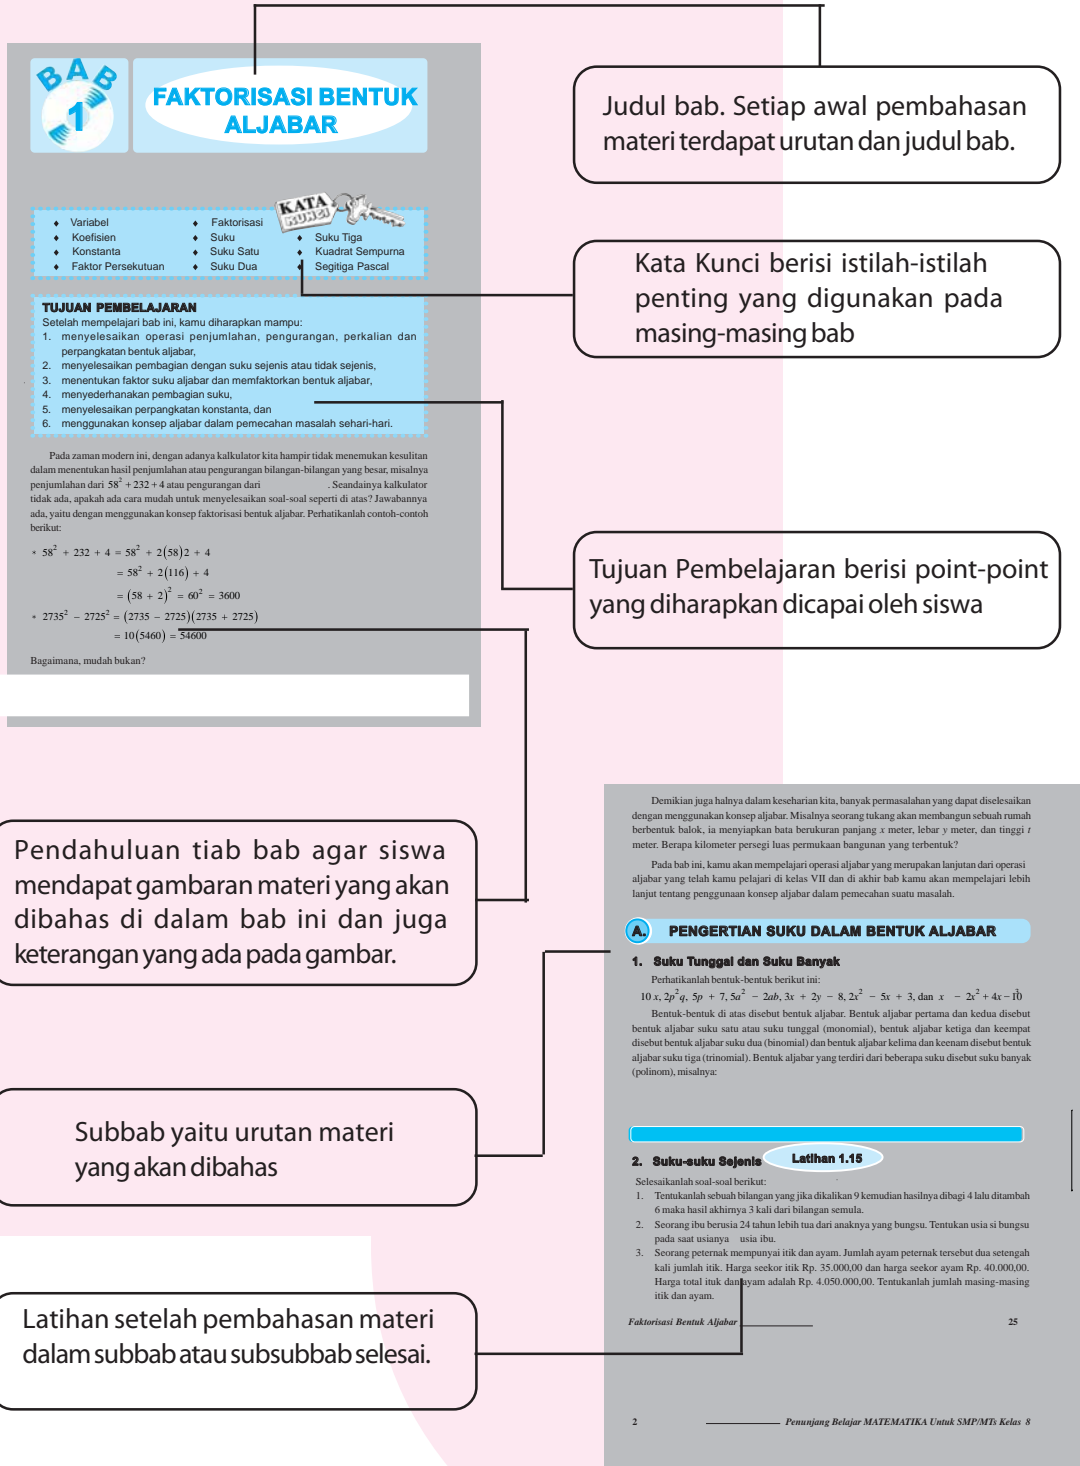 BAB
1
FAKTORISASI BENTUK
ALJABAR
Judul bab. Setiap awal pembahasan
materi terdapat urutan dan judul bab.
KATA
KUNCI
♦ Variabel
♦ Koefisien
♦ Konstanta
♦ Faktor Persekutuan
♦ Faktorisasi
♦ Suku
♦ Suku Satu
♦ Suku Dua
♦ Suku Tiga
♦ Kuadrat Sempurna
♦ Segitiga Pascal
Kata Kunci berisi istilah-istilah
penting yang digunakan pada
masing-masing bab
TUJUAN PEMBELAJARAN
Setelah mempelajari bab ini, kamu diharapkan mampu:
1. menyelesaikan operasi penjumlahan, pengurangan, perkalian dan
perpangkatan bentuk aljabar,
2. menyelesaikan pembagian dengan suku sejenis atau tidak sejenis,
3. menentukan faktor suku aljabar dan memfaktorkan bentuk aljabar,
4. menyederhanakan pembagian suku,
5. menyelesaikan perpangkatan konstanta, dan
6. menggunakan konsep aljabar dalam pemecahan masalah sehari-hari.
Pada zaman modern ini, dengan adanya kalkulator kita hampir tidak menemukan kesulitan
dalam menentukan hasil penjumlahan atau pengurangan bilangan-bilangan yang besar, misalnya
penjumlahan dari 58² + 232 + 4 atau pengurangan dari . Seandainya kalkulator
tidak ada, apakah ada cara mudah untuk menyelesaikan soal-soal seperti di atas? Jawabannya
ada, yaitu dengan menggunakan konsep faktorisasi bentuk aljabar. Perhatikanlah contoh-contoh
berikut:
* 58² + 232 + 4 = 58² + 2(58)2 + 4
= 58² + 2(116) + 4
= (58 + 2)² = 60² = 3600
* 2735² − 2725² = (2735 − 2725)(2735 + 2725)
= 10(5460) = 54600
Bagaimana, mudah bukan?
Tujuan Pembelajaran berisi point-point
yang diharapkan dicapai oleh siswa
Pendahuluan tiab bab agar siswa
mendapat gambaran materi yang akan
dibahas di dalam bab ini dan juga
keterangan yang ada pada gambar.
Demikian juga halnya dalam keseharian kita, banyak permasalahan yang dapat diselesaikan
dengan menggunakan konsep aljabar. Misalnya seorang tukang akan membangun sebuah rumah
berbentuk balok, ia menyiapkan bata berukuran panjang x meter, lebar y meter, dan tinggi t
meter. Berapa kilometer persegi luas permukaan bangunan yang terbentuk?
Pada bab ini, kamu akan mempelajari operasi aljabar yang merupakan lanjutan dari operasi
aljabar yang telah kamu pelajari di kelas VII dan di akhir bab kamu akan mempelajari lebih
lanjut tentang penggunaan konsep aljabar dalam pemecahan suatu masalah.
A. PENGERTIAN SUKU DALAM BENTUK ALJABAR
1. Suku Tunggal dan Suku Banyak
Perhatikanlah bentuk-bentuk berikut ini:
10 x, 2p²q, 5p + 7, 5a² − 2ab, 3x + 2y − 8, 2x² − 5x + 3, dan x³ − 2x² + 4x − 10
Bentuk-bentuk di atas disebut bentuk aljabar. Bentuk aljabar pertama dan kedua disebut
bentuk aljabar suku satu atau suku tunggal (monomial), bentuk aljabar ketiga dan keempat
disebut bentuk aljabar suku dua (binomial) dan bentuk aljabar kelima dan keenam disebut bentuk
aljabar suku tiga (trinomial). Bentuk aljabar yang terdiri dari beberapa suku disebut suku banyak
(polinom), misalnya:
Subbab yaitu urutan materi
yang akan dibahas
2. Suku-suku Sejenis
Latihan 1.15
Selesaikanlah soal-soal berikut:
1. Tentukanlah sebuah bilangan yang jika dikalikan 9 kemudian hasilnya dibagi 4 lalu ditambah
6 maka hasil akhirnya 3 kali dari bilangan semula.
2. Seorang ibu berusia 24 tahun lebih tua dari anaknya yang bungsu. Tentukan usia si bungsu
pada saat usianya usia ibu.
3. Seorang peternak mempunyai itik dan ayam. Jumlah ayam peternak tersebut dua setengah
kali jumlah itik. Harga seekor itik Rp. 35.000,00 dan harga seekor ayam Rp. 40.000,00.
Harga total ituk dan ayam adalah Rp. 4.050.000,00. Tentukanlah jumlah masing-masing
itik dan ayam.
Faktorisasi Bentuk Aljabar 25
Latihan setelah pembahasan materi
dalam subbab atau subsubbab selesai.
2 Penunjang Belajar MATEMATIKA Untuk SMP/MTs Kelas 8